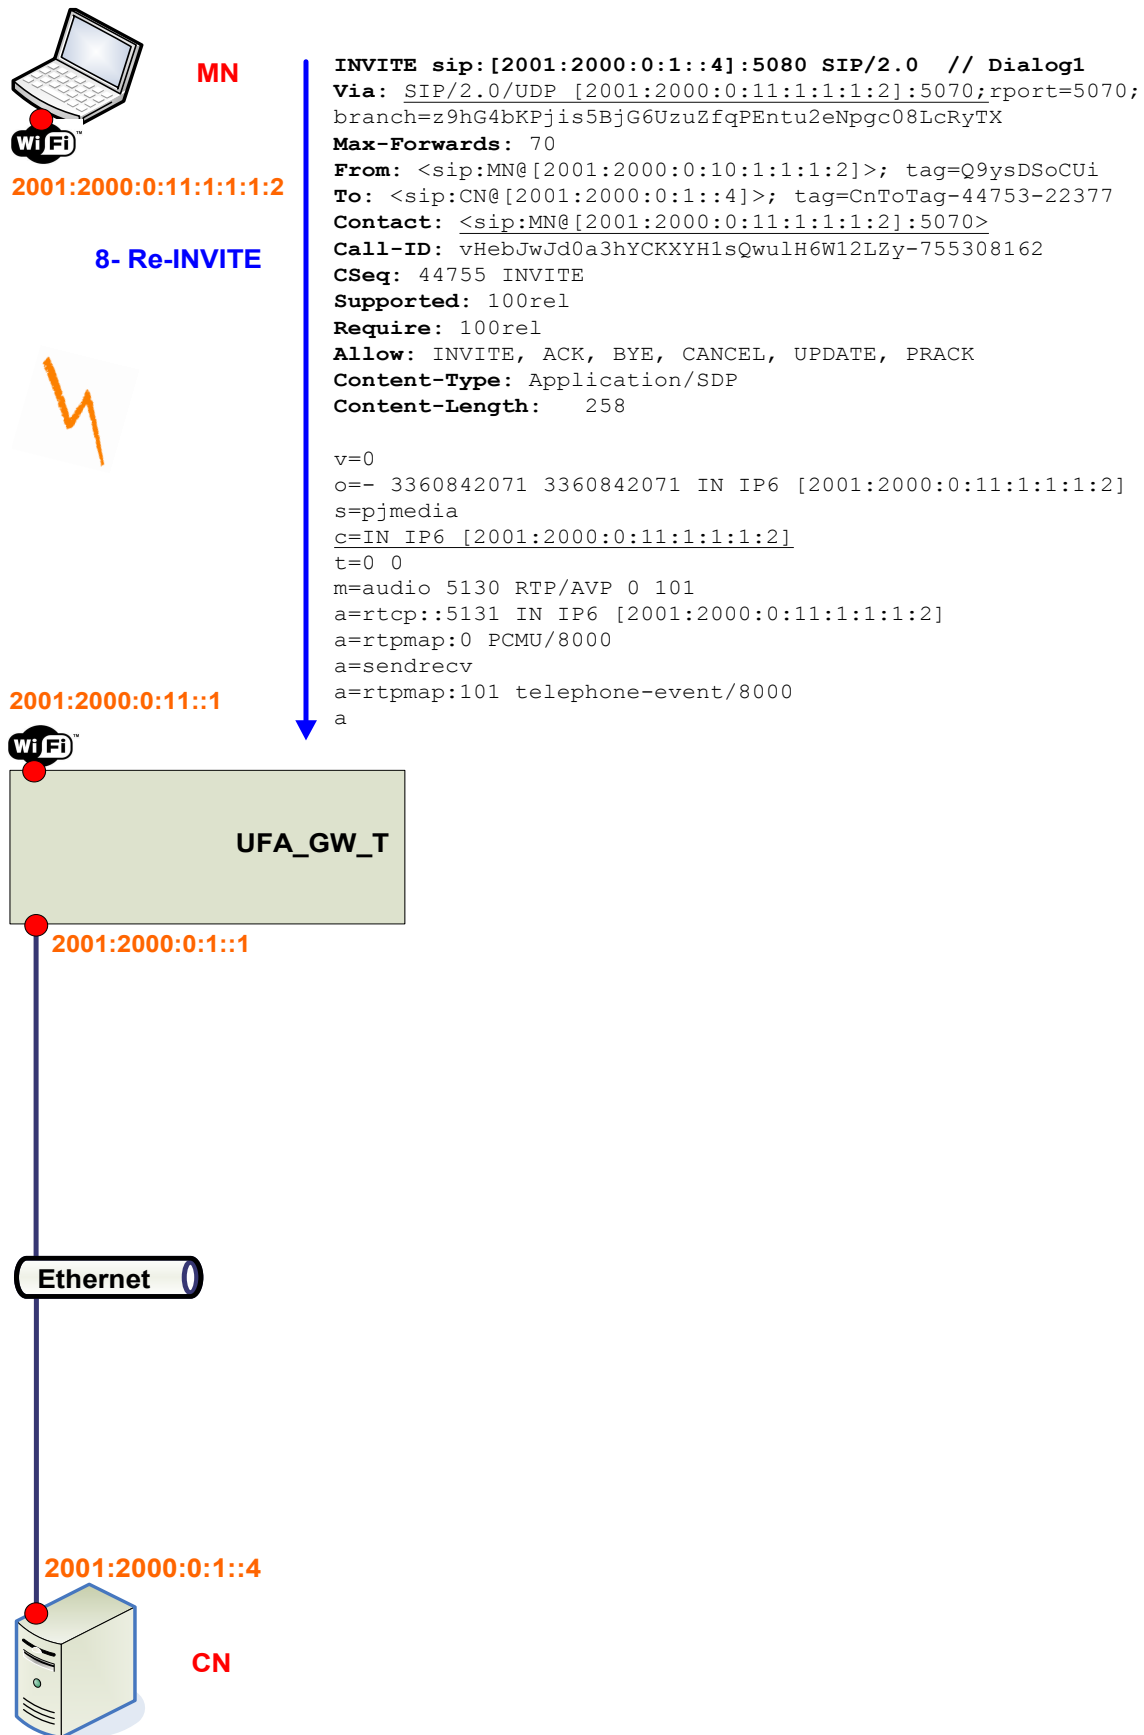 MN
Wi Fi
2001:2000:0:11:1:1:1:2
8- Re-INVITE
INVITE sip:[2001:2000:0:1::4]:5080 SIP/2.0  // Dialog1
Via: SIP/2.0/UDP [2001:2000:0:11:1:1:1:2]:5070;rport=5070;
branch=z9hG4bKPjis5BjG6UzuZfqPEntu2eNpgc08LcRyTX
Max-Forwards: 70
From: <sip:MN@[2001:2000:0:10:1:1:1:2]>; tag=Q9ysDSoCUi
To: <sip:CN@[2001:2000:0:1::4]>; tag=CnToTag-44753-22377
Contact: <sip:MN@[2001:2000:0:11:1:1:1:2]:5070>
Call-ID: vHebJwJd0a3hYCKXYH1sQwulH6W12LZy-755308162
CSeq: 44755 INVITE
Supported: 100rel
Require: 100rel
Allow: INVITE, ACK, BYE, CANCEL, UPDATE, PRACK
Content-Type: Application/SDP
Content-Length:   258
v=0
o=- 3360842071 3360842071 IN IP6 [2001:2000:0:11:1:1:1:2]
s=pjmedia
c=IN IP6 [2001:2000:0:11:1:1:1:2]
t=0 0
m=audio 5130 RTP/AVP 0 101
a=rtcp::5131 IN IP6 [2001:2000:0:11:1:1:1:2]
a=rtpmap:0 PCMU/8000
a=sendrecv
a=rtpmap:101 telephone-event/8000
a
2001:2000:0:11::1
Wi Fi™
UFA_GW_T
2001:2000:0:1::1
Ethernet
2001:2000:0:1::4
CN